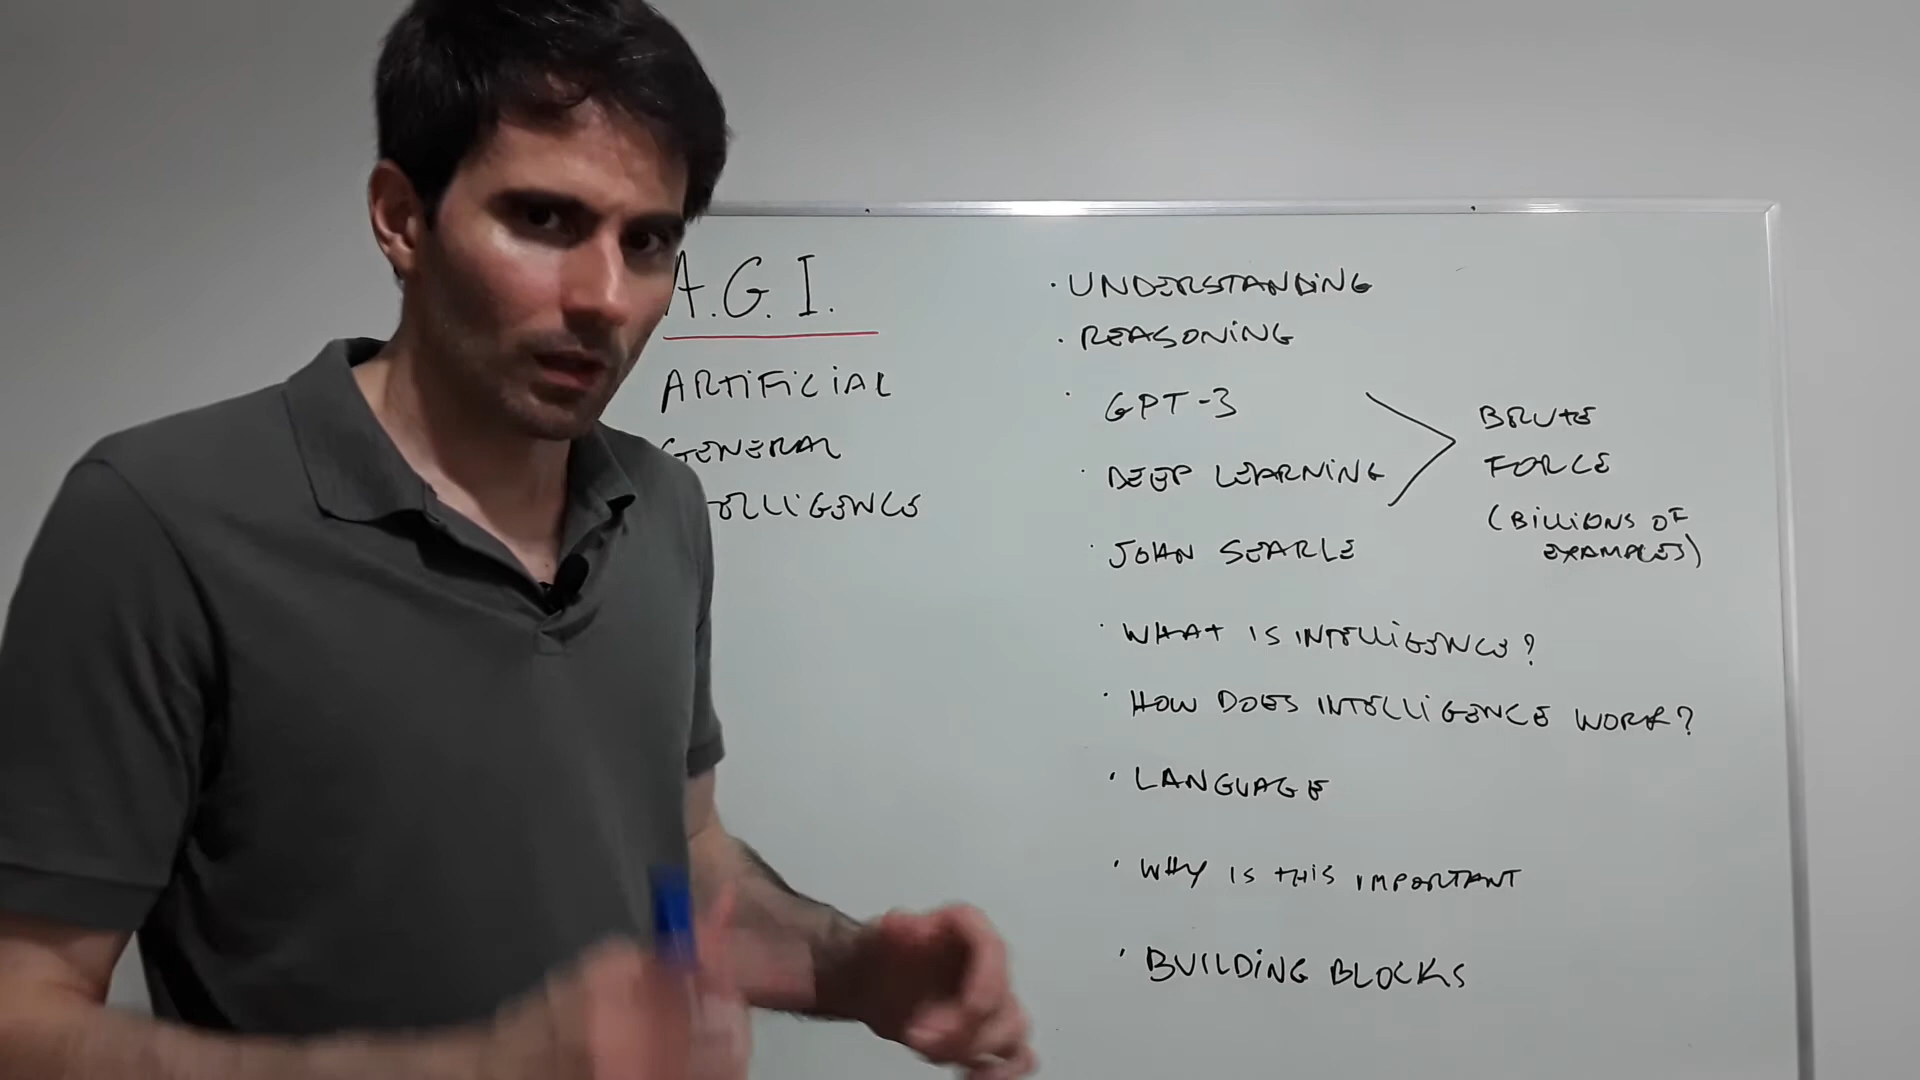 A.G.I.
ARTIFICIAL
GENERAL
TELLIGENCE
· UNDERSTANDING
· REASONING
· GPT-3
· DEEP LEARNING
· JOHN SEARLE
· WHAT IS INTELLIGENCE?
· HOW DOES INTELLIGENCE WORK?
· LANGUAGE
· WHY IS THIS IMPORTANT
· BUILDING BLOCKS
BRUTE
FORCE
(BILLIONS OF
EXAMPLES)